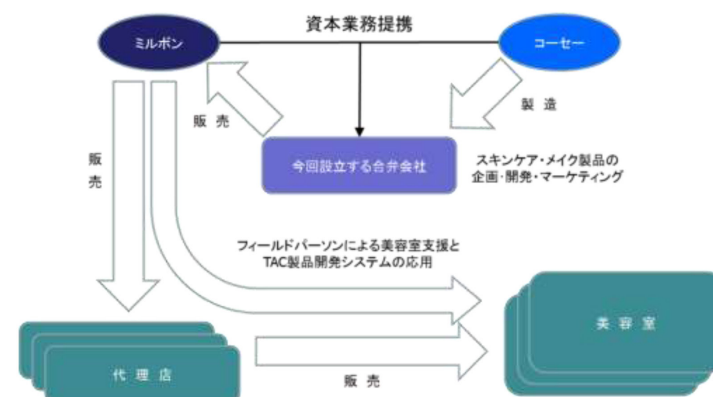 資本業務提携
ミルボン
コーセー
販 売
製 造
今回設立する合弁会社
スキンケア・メイク製品の
企画・開発・マーケティング
販
売
フィールドパーソンによる美容室支援と
TAC製品開発システムの応用
美 容 室
代 理 店
販 売